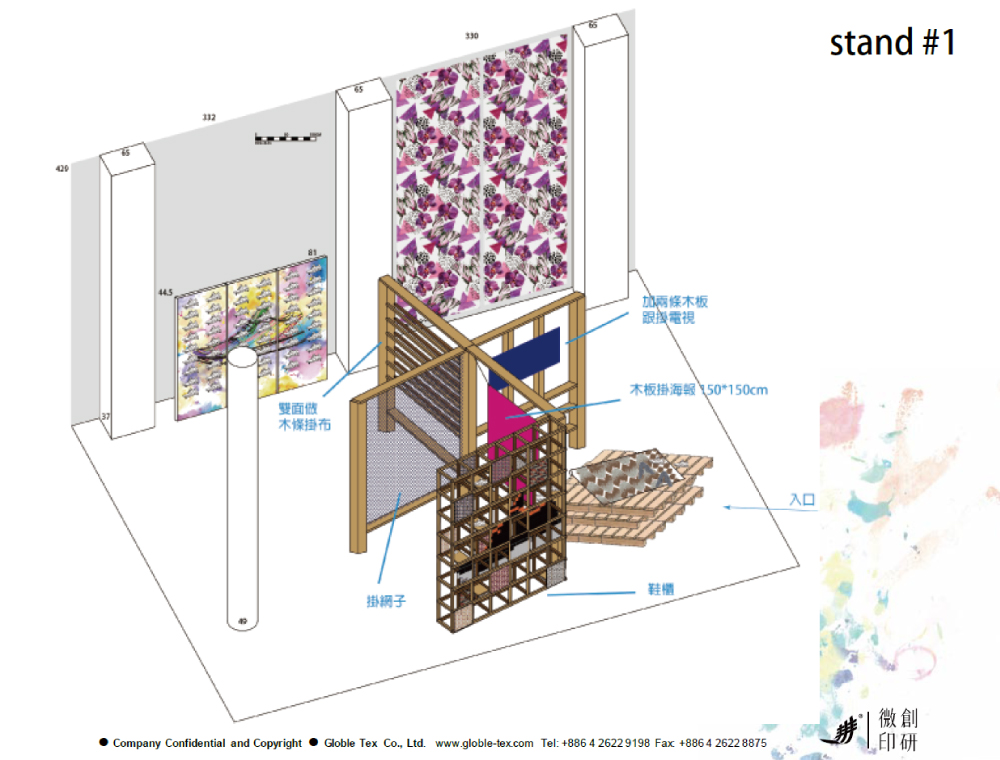 stand #1
65
330
65
332
65
420
81
44.5
加兩條木板
跟掛電視
木板掛海報 150*150cm
雙面做
木條掛布
37
入口
掛網子
鞋櫃
49
微創
印研
● Company Confidential and Copyright ● Globle Tex Co., Ltd. www.globle-tex.com Tel: +886 4 2622 9198 Fax: +886 4 2622 8875